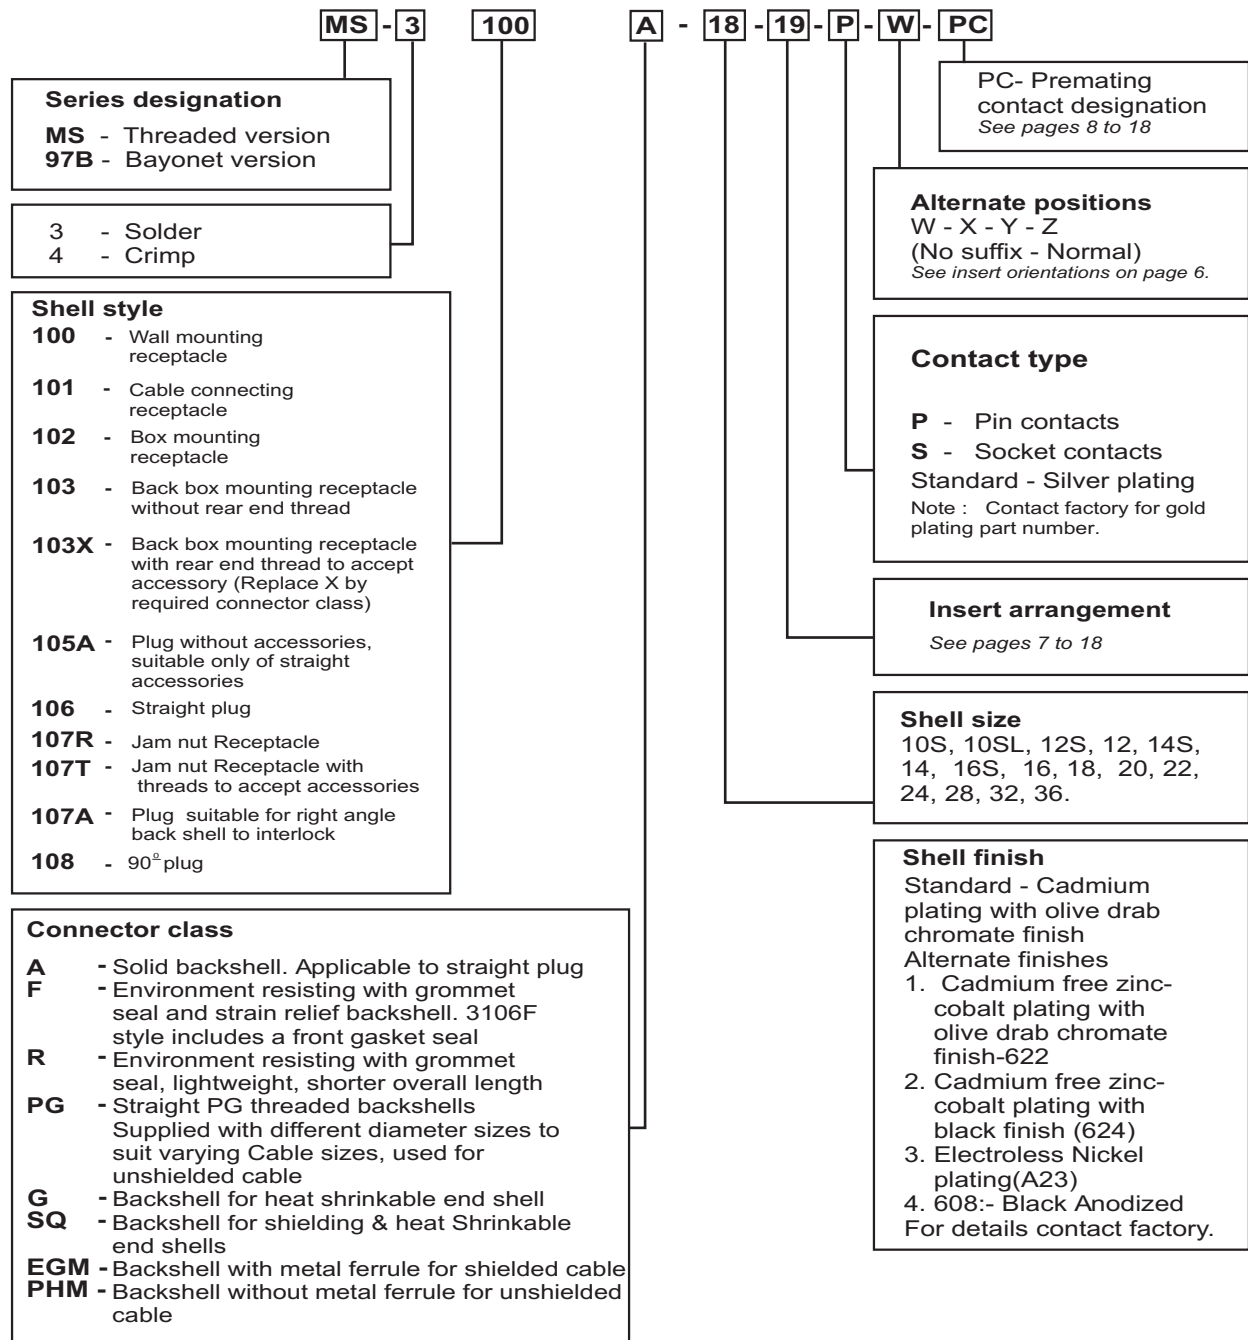 MS - 3 100 A - 18 - 19 - P - W - PC
Series designation
MS - Threaded version
97B - Bayonet version
3 - Solder
4 - Crimp
Shell style
100 - Wall mounting
receptacle
101 - Cable connecting
receptacle
102 - Box mounting
receptacle
103 - Back box mounting receptacle
without rear end thread
103X - Back box mounting receptacle
with rear end thread to accept
accessory (Replace X by
required connector class)
105A - Plug without accessories,
suitable only of straight
accessories
106 - Straight plug
107R - Jam nut Receptacle
107T - Jam nut Receptacle with
threads to accept accessories
107A - Plug suitable for right angle
back shell to interlock
108 - 90º plug
Connector class
A - Solid backshell. Applicable to straight plug
F - Environment resisting with grommet
seal and strain relief backshell. 3106F
style includes a front gasket seal
R - Environment resisting with grommet
seal, lightweight, shorter overall length
PG - Straight PG threaded backshells
Supplied with different diameter sizes to
suit varying Cable sizes, used for
unshielded cable
G - Backshell for heat shrinkable end shell
SQ - Backshell for shielding & heat Shrinkable
end shells
EGM - Backshell with metal ferrule for shielded cable
PHM - Backshell without metal ferrule for unshielded
cable
PC- Premating
contact designation
See pages 8 to 18
Alternate positions
W - X - Y - Z
(No suffix - Normal)
See insert orientations on page 6.
Contact type
P - Pin contacts
S - Socket contacts
Standard - Silver plating
Note : Contact factory for gold
plating part number.
Insert arrangement
See pages 7 to 18
Shell size
10S, 10SL, 12S, 12, 14S,
14, 16S, 16, 18, 20, 22,
24, 28, 32, 36.
Shell finish
Standard - Cadmium
plating with olive drab
chromate finish
Alternate finishes
1. Cadmium free zinc-
cobalt plating with
olive drab chromate
finish-622
2. Cadmium free zinc-
cobalt plating with
black finish (624)
3. Electroless Nickel
plating(A23)
4. 608:- Black Anodized
For details contact factory.